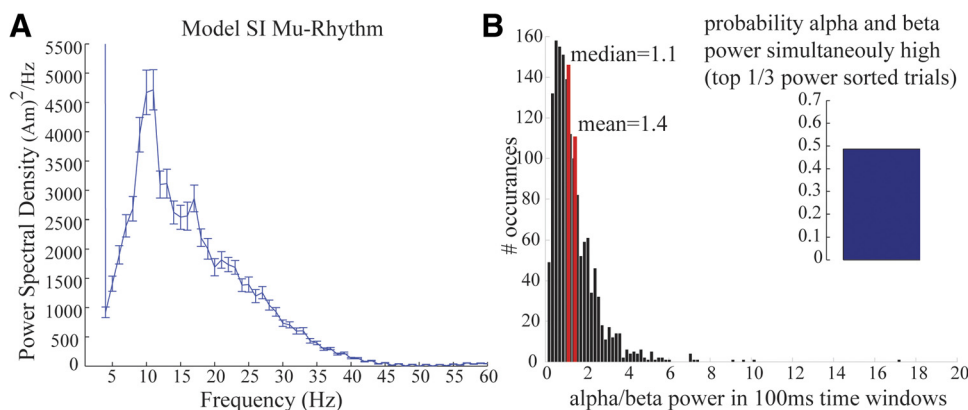 A
Model SI Mu-Rhythm
Power Spectral Density (Am)²/Hz
5500
5000
4500
4000
3500
3000
2500
2000
1500
1000
500
0
5 10 15 20 25 30 35 40 45 50 55 60
Frequency (Hz)
B
probability alpha and beta
power simultaneouly high
(top 1/3 power sorted trials)
median=1.1
mean=1.4
# occurances
160
140
120
100
80
60
40
20
0
0 2 4 6 8 10 12 14 16 18 20
alpha/beta power in 100ms time windows
0.7
0.6
0.5
0.4
0.3
0.2
0.1
0